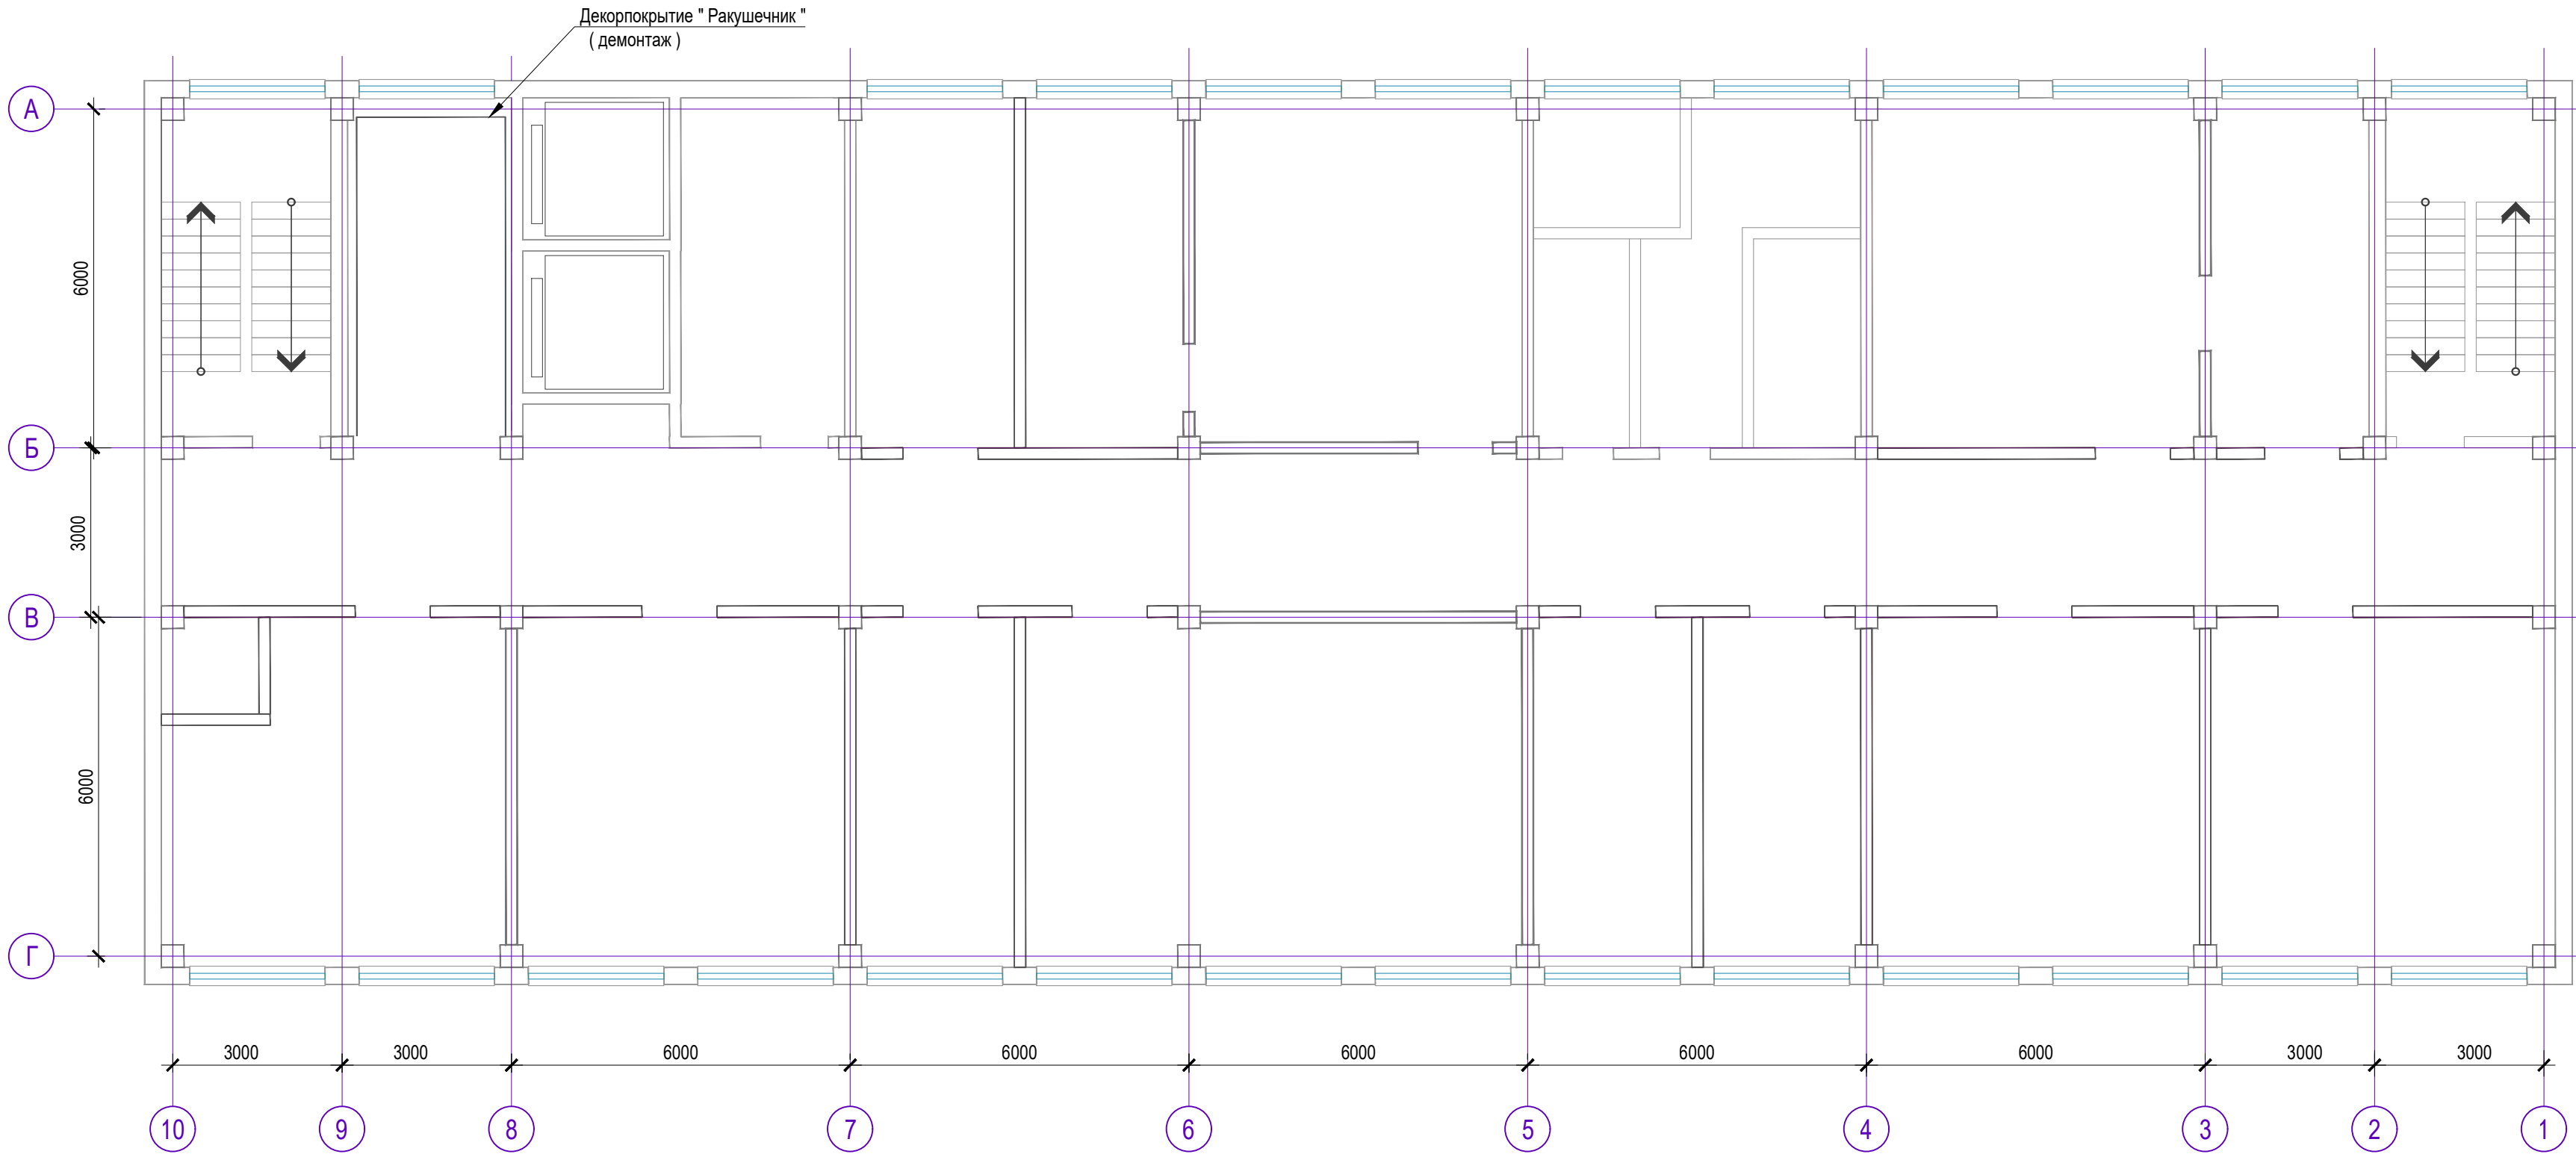 Декорпокрытие " Ракушечник "
( демонтаж )
А
6000
Б
3000
В
6000
Г
3000 3000 6000 6000 6000 6000 6000 3000 3000
10 9 8 7 6 5 4 3 2 1